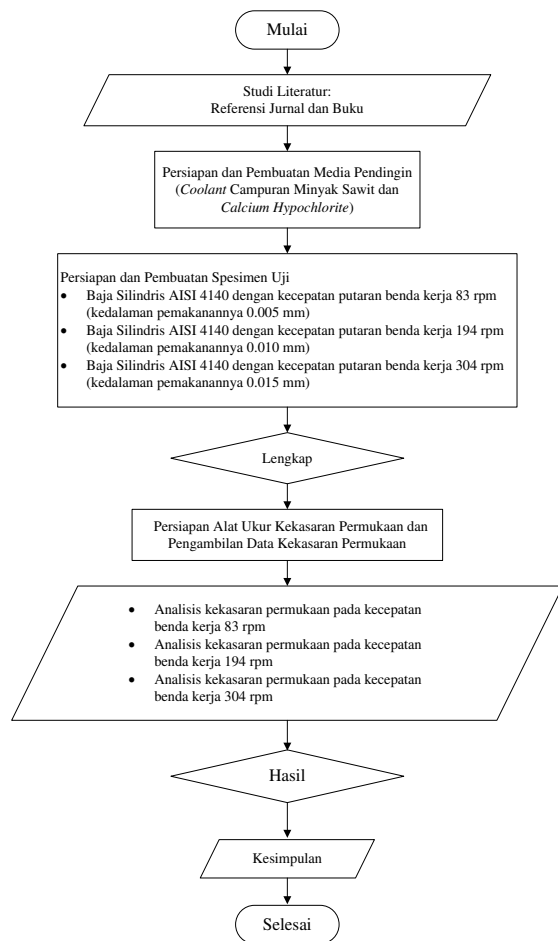 Mulai
Studi Literatur:
Referensi Jurnal dan Buku
Persiapan dan Pembuatan Media Pendingin
(Coolant Campuran Minyak Sawit dan
Calcium Hypochlorite)
Persiapan dan Pembuatan Spesimen Uji
• Baja Silindris AISI 4140 dengan kecepatan putaran benda kerja 83 rpm
(kedalaman pemakanannya 0.005 mm)
• Baja Silindris AISI 4140 dengan kecepatan putaran benda kerja 194 rpm
(kedalaman pemakanannya 0.010 mm)
• Baja Silindris AISI 4140 dengan kecepatan putaran benda kerja 304 rpm
(kedalaman pemakanannya 0.015 mm)
Lengkap
Persiapan Alat Ukur Kekasaran Permukaan dan
Pengambilan Data Kekasaran Permukaan
• Analisis kekasaran permukaan pada kecepatan
benda kerja 83 rpm
• Analisis kekasaran permukaan pada kecepatan
benda kerja 194 rpm
• Analisis kekasaran permukaan pada kecepatan
benda kerja 304 rpm
Hasil
Kesimpulan
Selesai